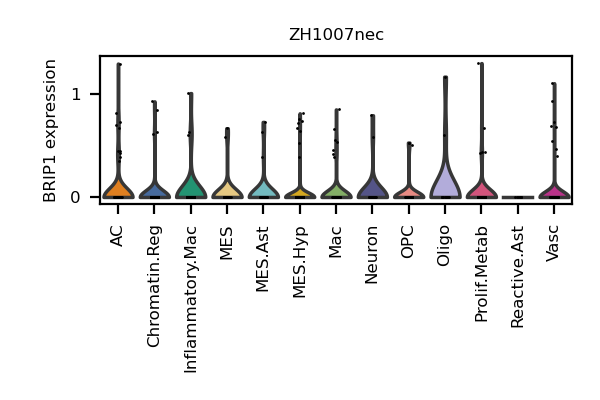 ZH1007nec
BRIP1 expression
1
0
AC
Chromatin.Reg
Inflammatory.Mac
MES
MES.Ast
MES.Hyp
Mac
Neuron
OPC
Oligo
Prolif.Metab
Reactive.Ast
Vasc